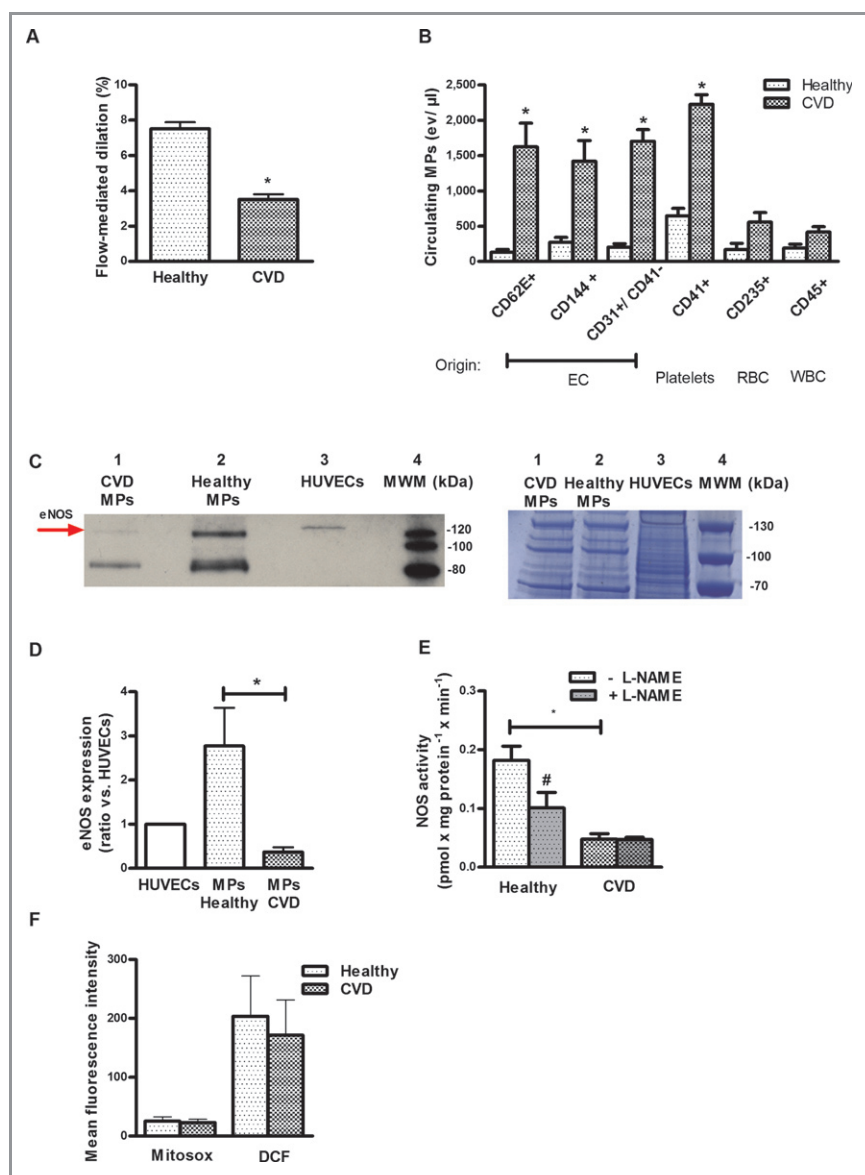 A
Flow-mediated dilation (%)
10
8
6
4
2
0
*
Healthy
CVD
B
Circulating MPs (ev/ µl)
2,500
2,000
1,500
1,000
500
0
* * * *
Healthy
CVD
CD62E+
CD144 +
CD31+/ CD41-
CD41+
CD235+
CD45+
Origin:
EC
Platelets
RBC
WBC
C
1 2 3 4
CVD MPs
Healthy MPs
HUVECs
MWM (kDa)
eNOS
-120
-100
-80
1 2 3 4
CVD MPs
Healthy MPs
HUVECs
MWM (kDa)
-130
-100
-70
D
eNOS expression
(ratio vs. HUVECs)
4
3
2
1
0
*
HUVECs
MPs Healthy
MPs CVD
E
NOS activity
(pmol x mg protein⁻¹ x min⁻¹)
0.3
0.2
0.1
0.0
*
#
- L-NAME
+ L-NAME
Healthy
CVD
F
Mean fluorescence intensity
300
200
100
0
Healthy
CVD
Mitosox
DCF